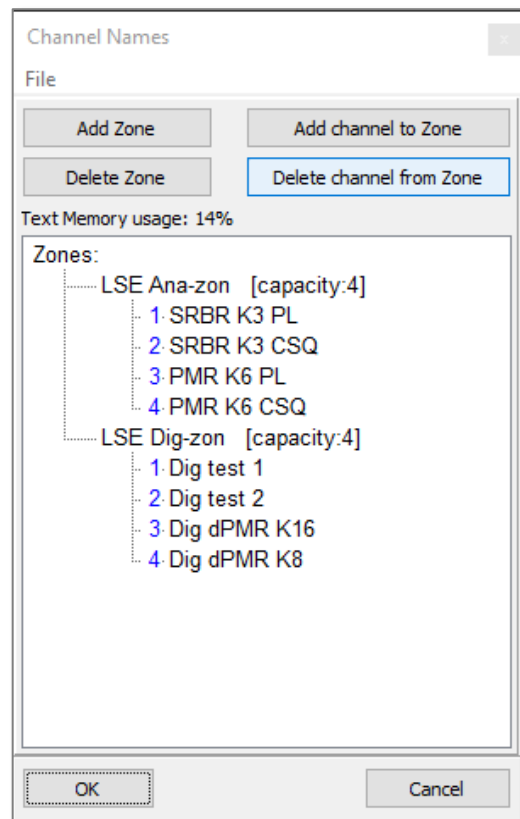 Channel Names
File
Add Zone Add channel to Zone
Delete Zone Delete channel from Zone
Text Memory usage: 14%
Zones:
LSE Ana-zon [capacity:4]
1 SRBR K3 PL
2 SRBR K3 CSQ
3 PMR K6 PL
4 PMR K6 CSQ
LSE Dig-zon [capacity:4]
1 Dig test 1
2 Dig test 2
3 Dig dPMR K16
4 Dig dPMR K8
OK Cancel